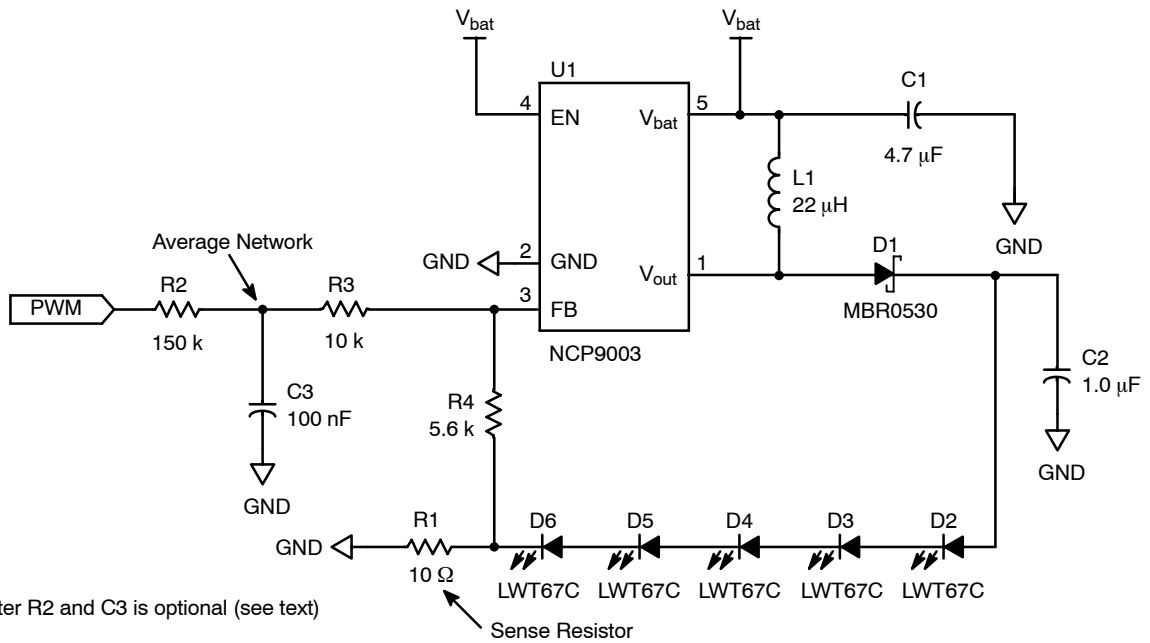 Vbat
Vbat
U1
C1
4
EN
Vbat
5
4.7 μF
L1
22 μH
GND
Average Network
GND
2
GND
Vout
1
D1
MBR0530
PWM
R2
150 k
R3
10 k
3
FB
NCP9003
C2
1.0 μF
C3
100 nF
R4
5.6 k
GND
GND
GND
R1
10 Ω
D6
D5
D4
D3
D2
LWT67C
LWT67C
LWT67C
LWT67C
LWT67C
R2 and C3 is optional (see text)
Sense Resistor